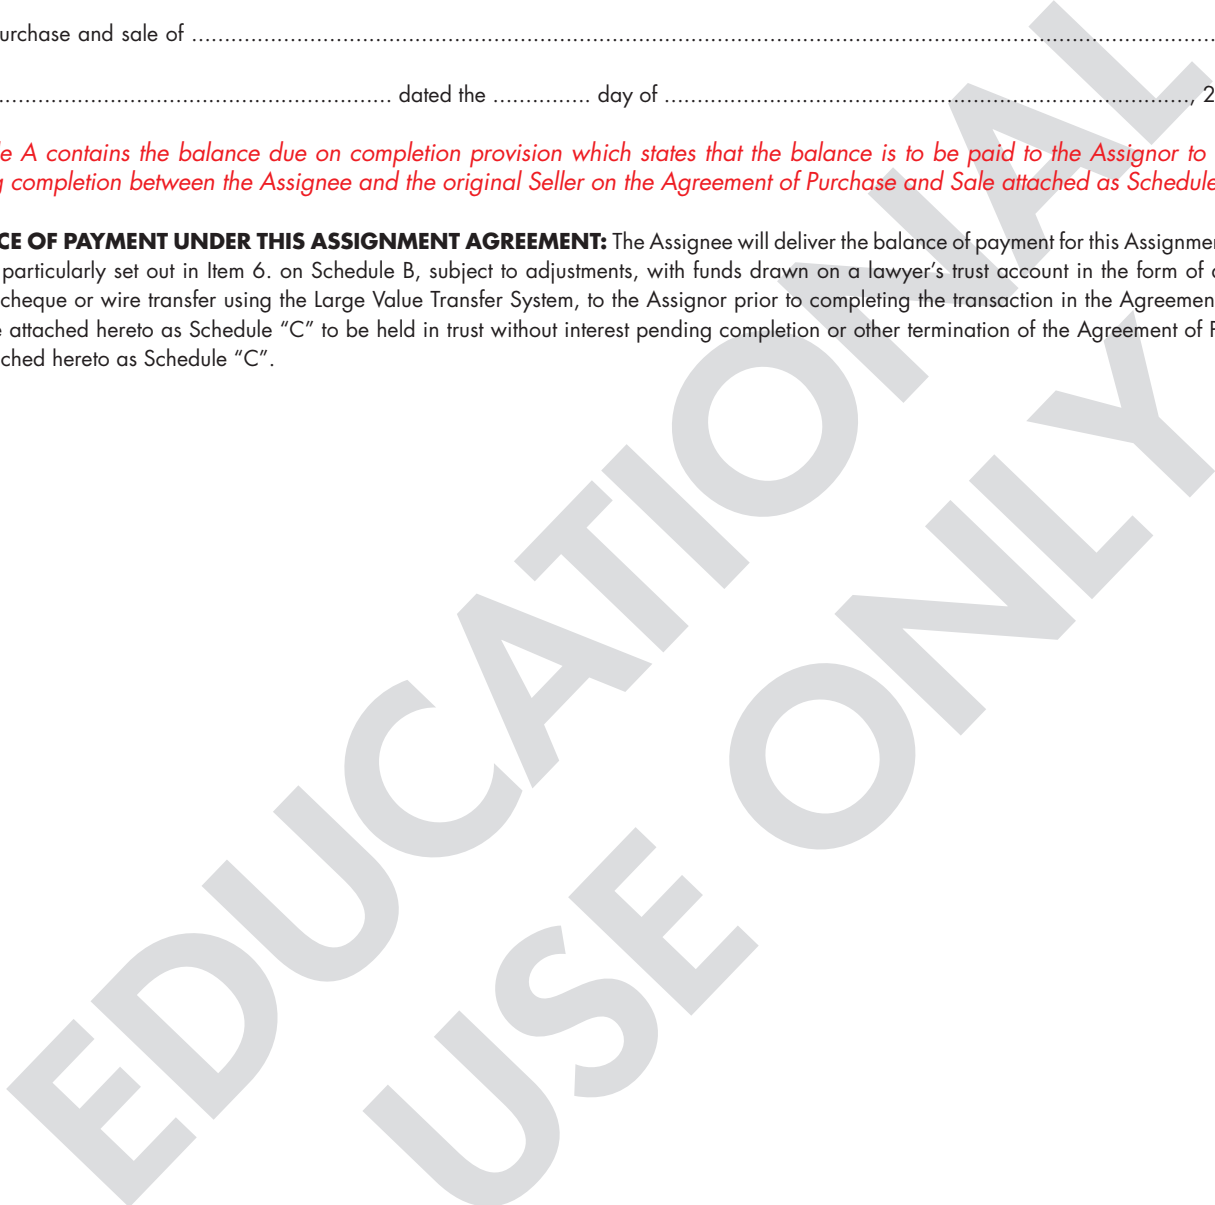 urchase and sale of ....................................................................................................................................................
............................................................ dated the ............... day of ................................................................................, 2
le A contains the balance due on completion provision which states that the balance is to be paid to the Assignor to
g completion between the Assignee and the original Seller on the Agreement of Purchase and Sale attached as Schedule
CE OF PAYMENT UNDER THIS ASSIGNMENT AGREEMENT: The Assignee will deliver the balance of payment for this Assignmen
particularly set out in Item 6. on Schedule B, subject to adjustments, with funds drawn on a lawyer’s trust account in the form of
cheque or wire transfer using the Large Value Transfer System, to the Assignor prior to completing the transaction in the Agreemen
e attached hereto as Schedule “C” to be held in trust without interest pending completion or other termination of the Agreement of P
ched hereto as Schedule “C”.
EDUCATIONAL
USE ONLY